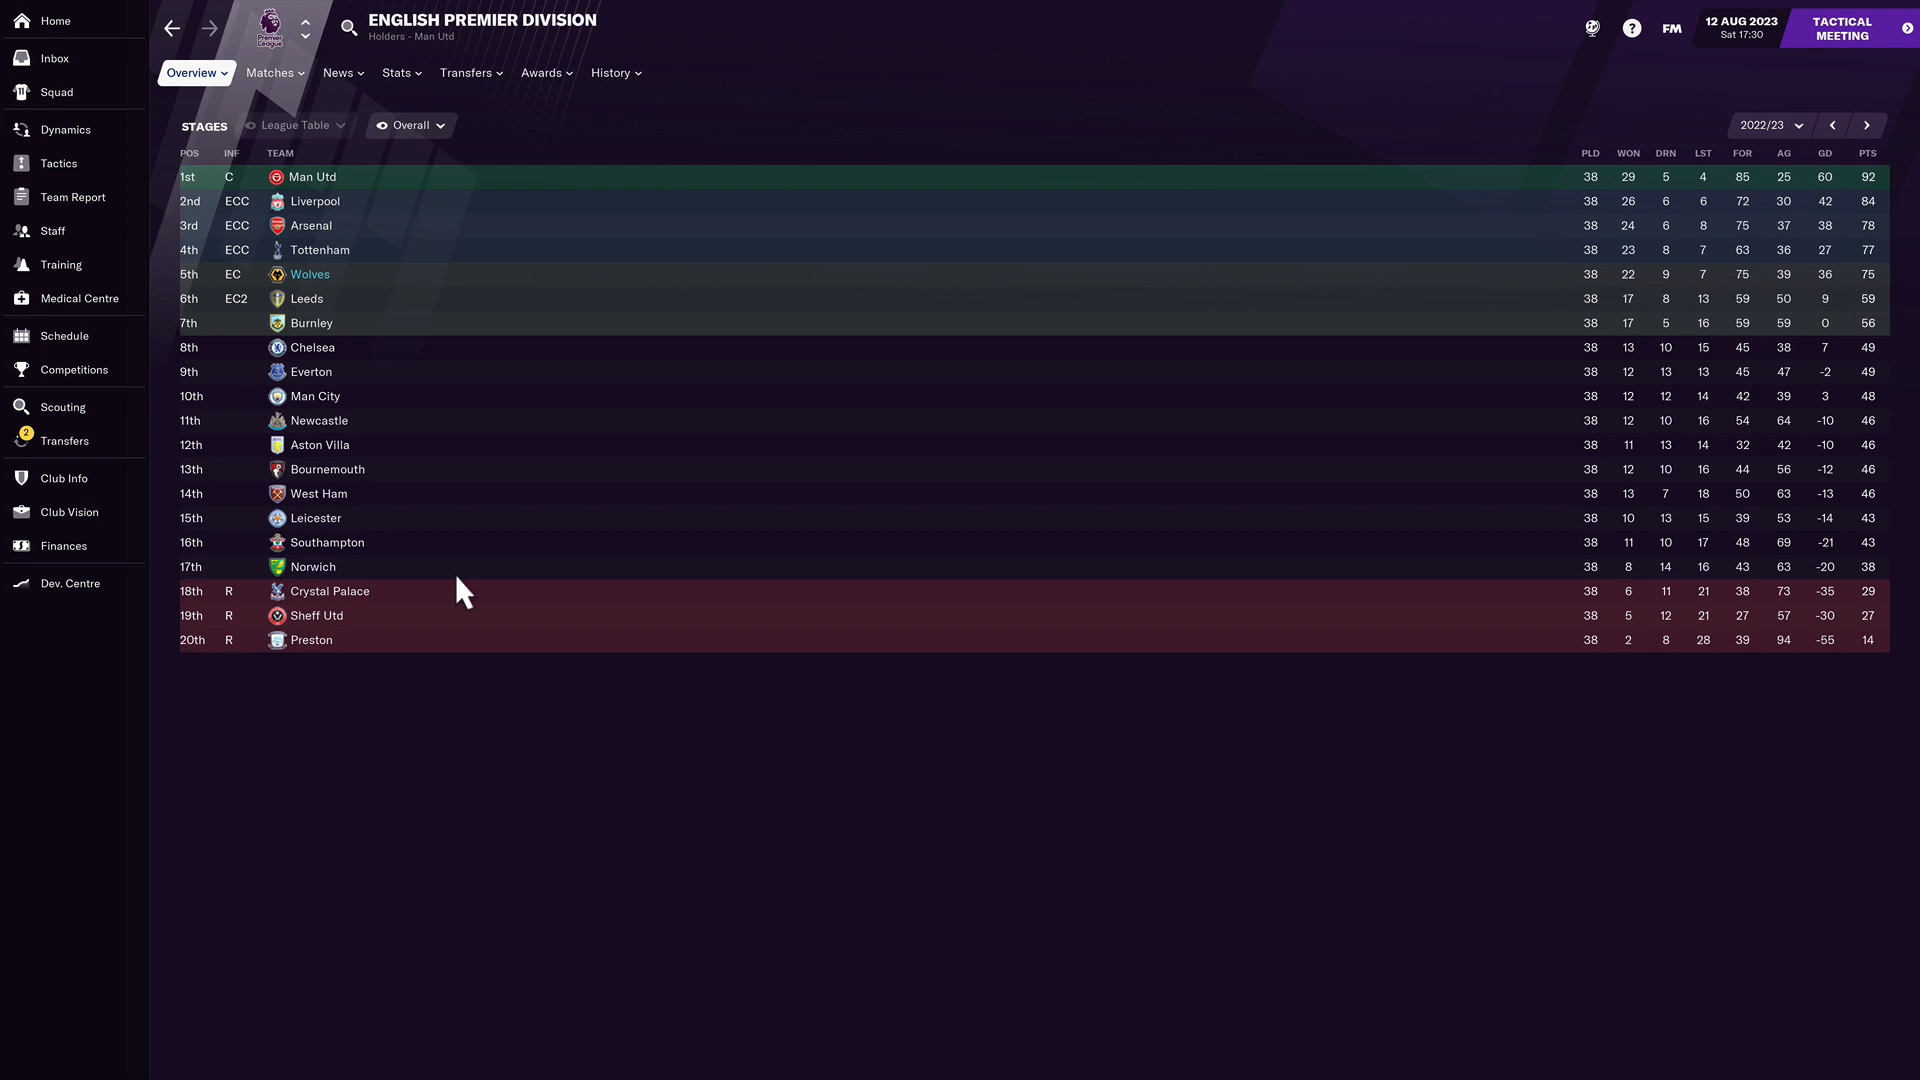 Home
Inbox
Squad
Dynamics
Tactics
Team Report
Staff
Training
Medical Centre
Schedule
Competitions
Scouting
2
Transfers
Club Info
Club Vision
Finances
Dev. Centre
Premier League
ENGLISH PREMIER DIVISION
Holders - Man Utd
? FM
12 AUG 2023
Sat 17:30
TACTICAL
MEETING
Overview Matches News Stats Transfers Awards History
STAGES League Table Overall 2022/23
POS INF TEAM PLD WON DRN LST FOR AG GD PTS
1st C Man Utd 38 29 5 4 85 25 60 92
2nd ECC Liverpool 38 26 6 6 72 30 42 84
3rd ECC Arsenal 38 24 6 8 75 37 38 78
4th ECC Tottenham 38 23 8 7 63 36 27 77
5th EC Wolves 38 22 9 7 75 39 36 75
6th EC2 Leeds 38 17 8 13 59 50 9 59
7th Burnley 38 17 5 16 59 59 0 56
8th Chelsea 38 13 10 15 45 38 7 49
9th Everton 38 12 13 13 45 47 -2 49
10th Man City 38 12 12 14 42 39 3 48
11th Newcastle 38 12 10 16 54 64 -10 46
12th Aston Villa 38 11 13 14 32 42 -10 46
13th Bournemouth 38 12 10 16 44 56 -12 46
14th West Ham 38 13 7 18 50 63 -13 46
15th Leicester 38 10 13 15 39 53 -14 43
16th Southampton 38 11 10 17 48 69 -21 43
17th Norwich 38 8 14 16 43 63 -20 38
18th R Crystal Palace 38 6 11 21 38 73 -35 29
19th R Sheff Utd 38 5 12 21 27 57 -30 27
20th R Preston 38 2 8 28 39 94 -55 14